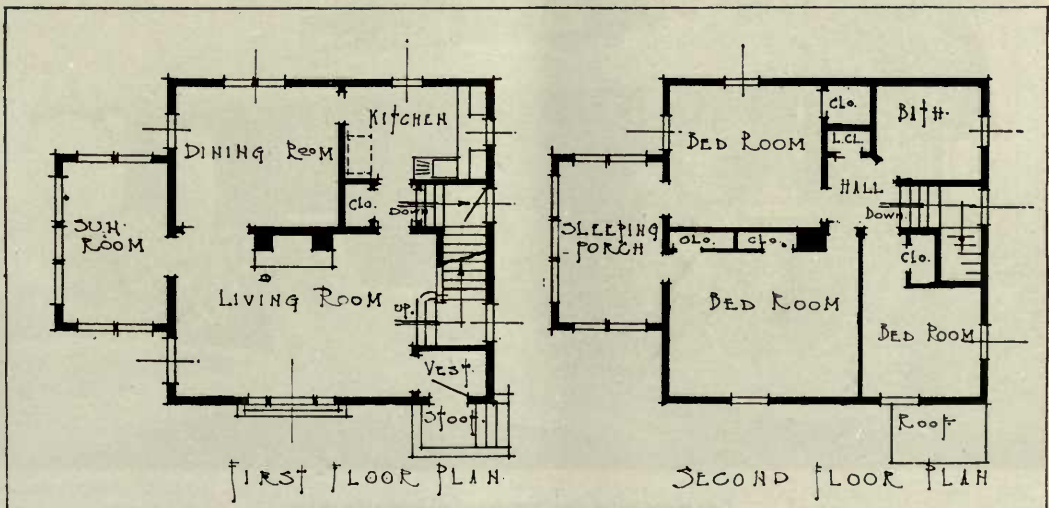 KITCHEN
DINING ROOM
CLO.
DOWN
SUN
ROOM
LIVING ROOM
UP.
VEST.
STOOP.
FIRST FLOOR PLAN
CLO.
BATH.
BED ROOM
L.CL.
HALL
DOWN
SLEEPING
PORCH
CLO.
CLO.
CLO.
BED ROOM
BED ROOM
ROOF.
SECOND FLOOR PLAN